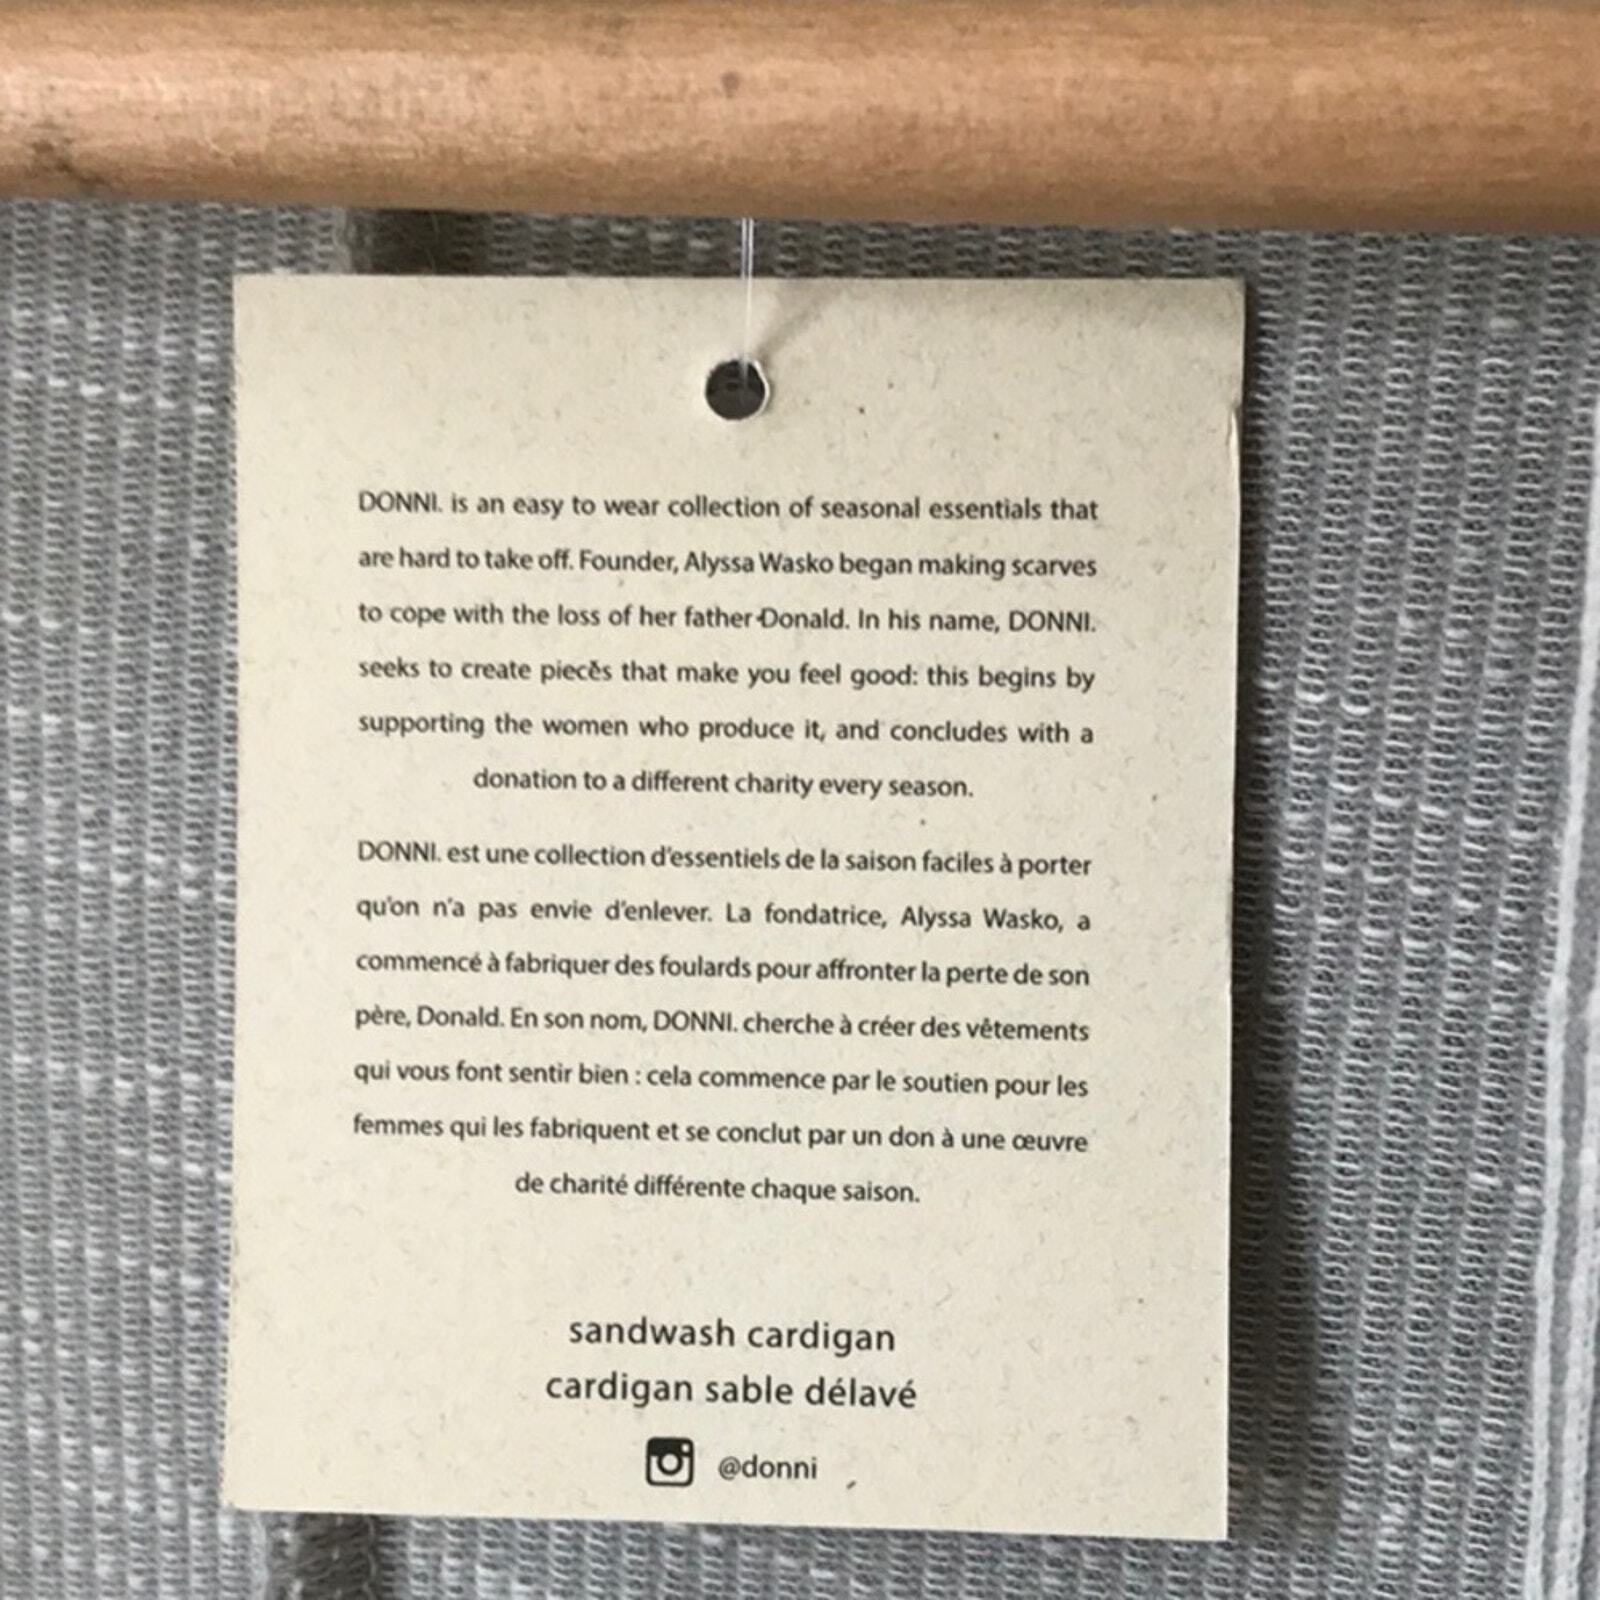 DONNI. is an easy to wear collection of seasonal essentials that
are hard to take off. Founder, Alyssa Wasko began making scarves
to cope with the loss of her father Donald. In his name, DONNI.
seeks to create pieces that make you feel good: this begins by
supporting the women who produce it, and concludes with a
donation to a different charity every season.
DONNI. est une collection d'essentiels de la saison faciles à porter
qu'on n'a pas envie d'enlever. La fondatrice, Alyssa Wasko, a
commencé à fabriquer des foulards pour affronter la perte de son
père, Donald. En son nom, DONNI. cherche à créer des vêtements
qui vous font sentir bien : cela commence par le soutien pour les
femmes qui les fabriquent et se conclut par un don à une œuvre
de charité différente chaque saison.
sandwash cardigan
cardigan sable délavé
@donni